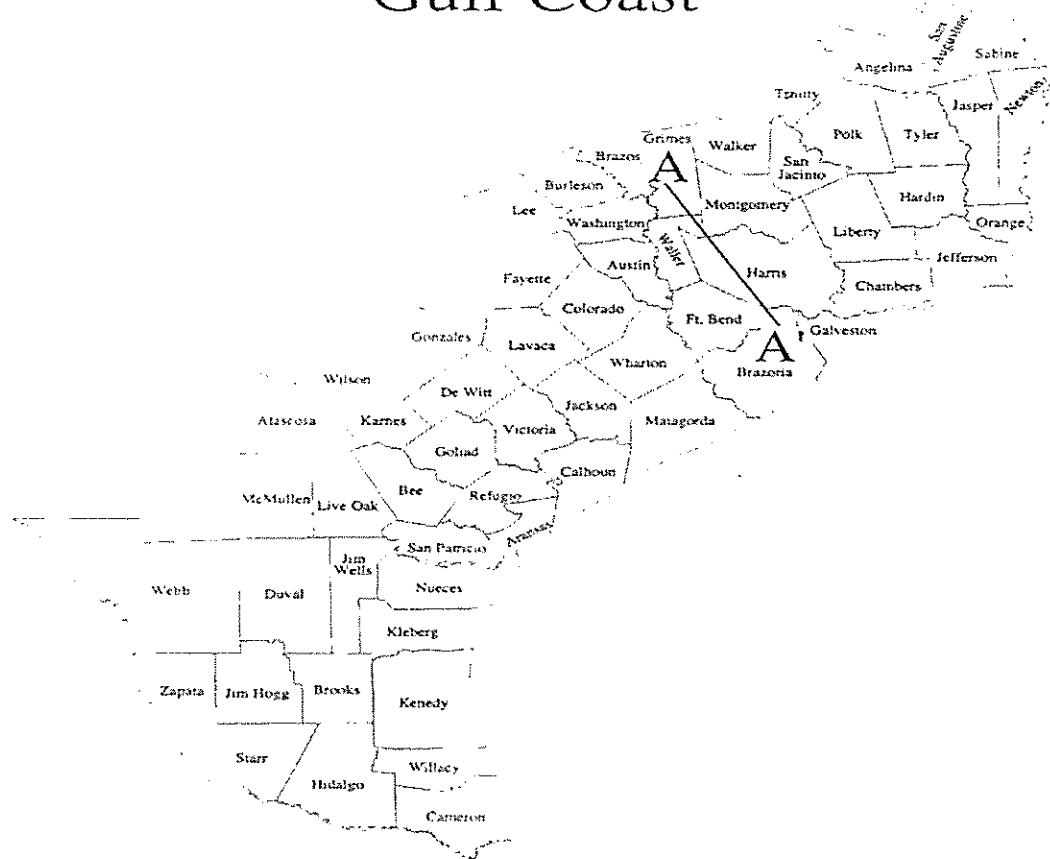 Gulf Coast
San Augustine
Sabine
Angelina
Trinity
Jasper
Newton
Polk
Tyler
Grimes
Walker
Brazos
San Jacinto
A
Burleson
Hardin
Lee
Montgomery
Washington
Orange
Liberty
Waller
Jefferson
Austin
Harris
Fayette
Chambers
Colorado
Ft. Bend
Galveston
Gonzales
Lavaca
A'
Wharton
Brazoria
Wilson
De Witt
Jackson
Atascosa
Karnes
Matagorda
Victoria
Goliad
Calhoun
Bee
Refugio
McMullen
Live Oak
Aransas
San Patricio
Jim Wells
Nueces
Webb
Duval
Kleberg
Zapata
Jim Hogg
Brooks
Kenedy
Starr
Willacy
Hidalgo
Cameron